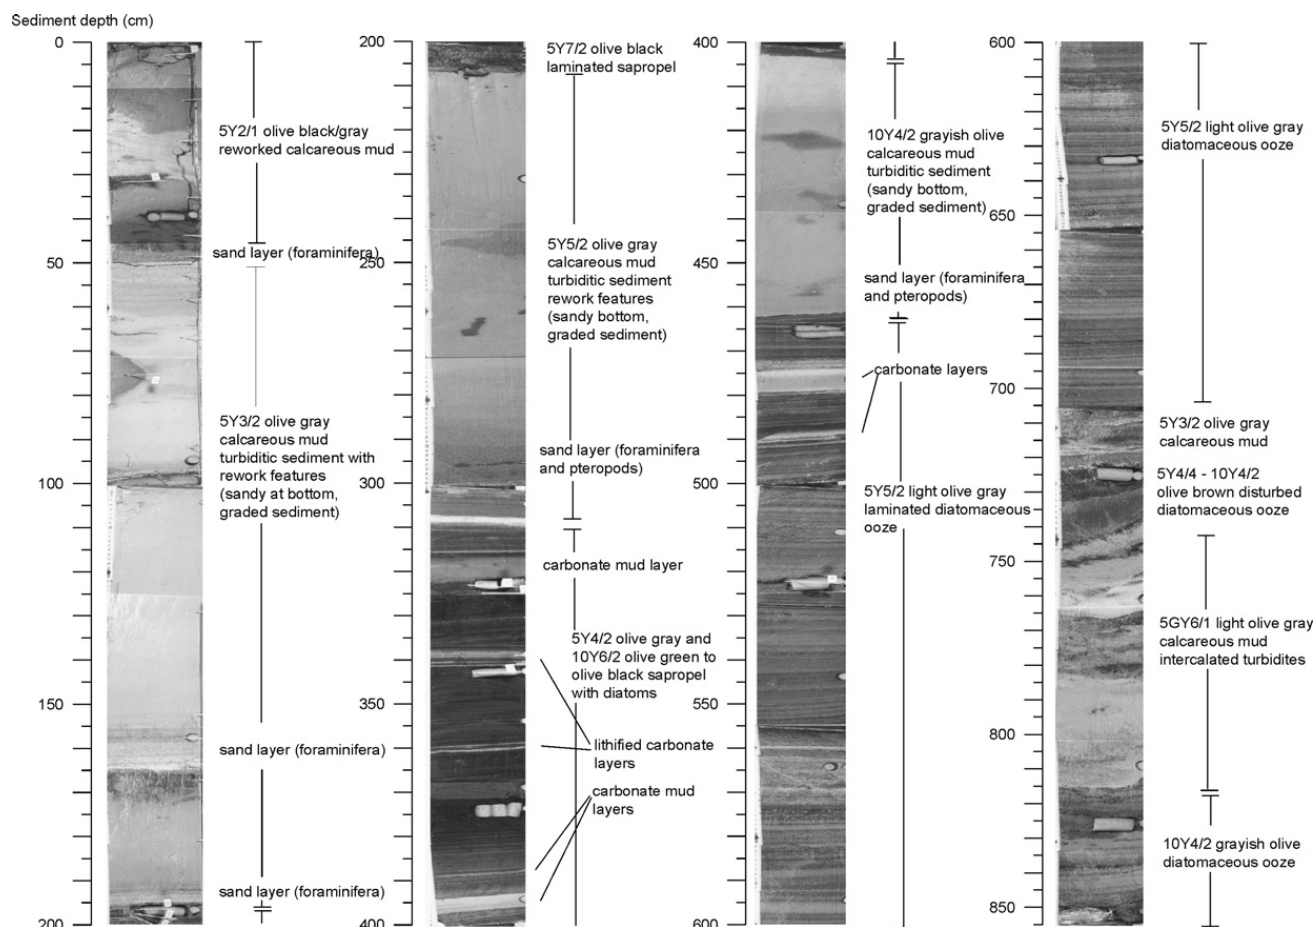 Sediment depth (cm)
0
50
100
150
200
5Y2/1 olive black/gray
reworked calcareous mud
sand layer (foraminifera)
5Y3/2 olive gray
calcareous mud
turbiditic sediment with
rework features
(sandy at bottom,
graded sediment)
sand layer (foraminifera)
sand layer (foraminifera)
200
250
300
350
400
5Y7/2 olive black
laminated sapropel
5Y5/2 olive gray
calcareous mud
turbiditic sediment
rework features
(sandy bottom,
graded sediment)
sand layer (foraminifera
and pteropods)
carbonate mud layer
5Y4/2 olive gray and
10Y6/2 olive green to
olive black sapropel
with diatoms
lithified carbonate
layers
carbonate mud
layers
400
450
500
550
600
10Y4/2 grayish olive
calcareous mud
turbiditic sediment
(sandy bottom,
graded sediment)
sand layer (foraminifera
and pteropods)
carbonate layers
5Y5/2 light olive gray
laminated diatomaceous
ooze
600
650
700
750
800
850
5Y5/2 light olive gray
diatomaceous ooze
5Y3/2 olive gray
calcareous mud
5Y4/4 - 10Y4/2
olive brown disturbed
diatomaceous ooze
5GY6/1 light olive gray
calcareous mud
intercalated turbidites
10Y4/2 grayish olive
diatomaceous ooze